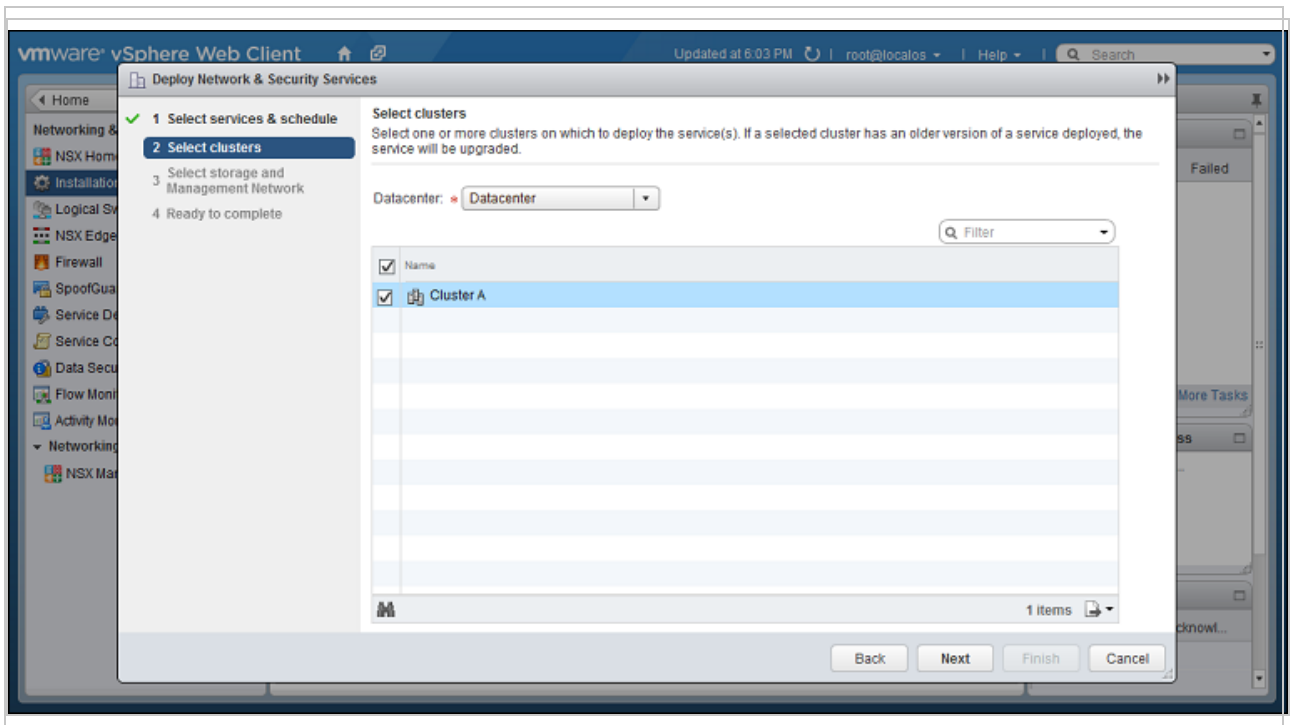 vmware® vSphere Web Client
Updated at 6:03 PM | root@localos | Help | Search
Deploy Network & Security Services
Home
Networking &
NSX Hom
Installation
Logical Sw
NSX Edge
Firewall
SpoofGua
Service De
Service Co
Data Secu
Flow Moni
Activity Mo
Networking
NSX Man
1 Select services & schedule
2 Select clusters
3 Select storage and
Management Network
4 Ready to complete
Select clusters
Select one or more clusters on which to deploy the service(s). If a selected cluster has an older version of a service deployed, the
service will be upgraded.
Datacenter: * Datacenter
Filter
Name
Cluster A
1 items
Back Next Finish Cancel
Failed
More Tasks
ss
cknowl...